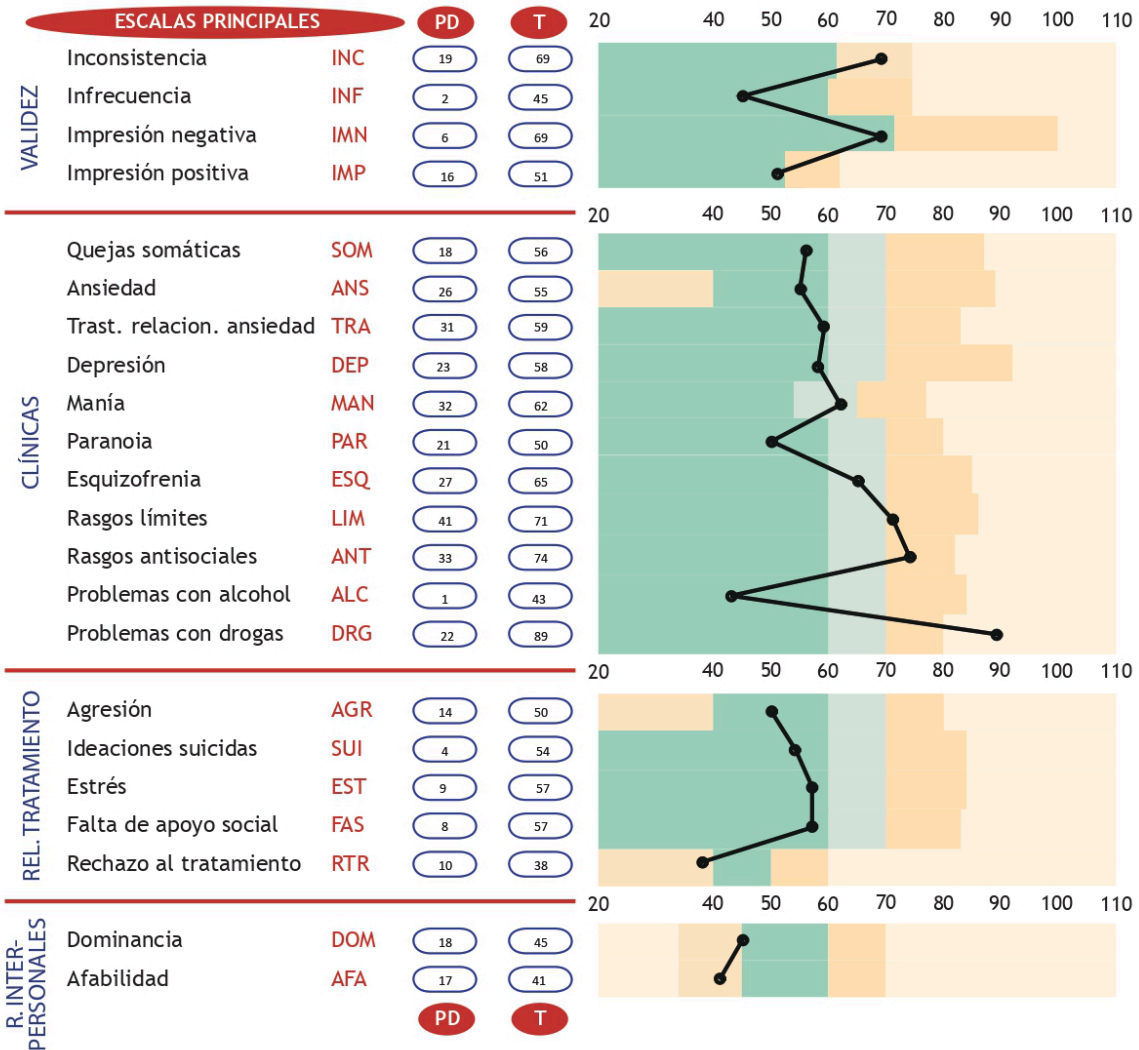 ESCALAS PRINCIPALES PD T 20 40 50 60 70 80 90 100 110
VALIDEZ
Inconsistencia INC 19 69
Infrecuencia INF 2 45
Impresión negativa IMN 6 69
Impresión positiva IMP 16 51
20 40 50 60 70 80 90 100 110
CLÍNICAS
Quejas somáticas SOM 18 56
Ansiedad ANS 26 55
Trast. relacion. ansiedad TRA 31 59
Depresión DEP 23 58
Manía MAN 32 62
Paranoia PAR 21 50
Esquizofrenia ESQ 27 65
Rasgos límites LIM 41 71
Rasgos antisociales ANT 33 74
Problemas con alcohol ALC 1 43
Problemas con drogas DRG 22 89
20 40 50 60 70 80 90 100 110
REL. TRATAMIENTO
Agresión AGR 14 50
Ideaciones suicidas SUI 4 54
Estrés EST 9 57
Falta de apoyo social FAS 8 57
Rechazo al tratamiento RTR 10 38
20 40 50 60 70 80 90 100 110
R. INTER-
PERSONALES
Dominancia DOM 18 45
Afabilidad AFA 17 41
PD T